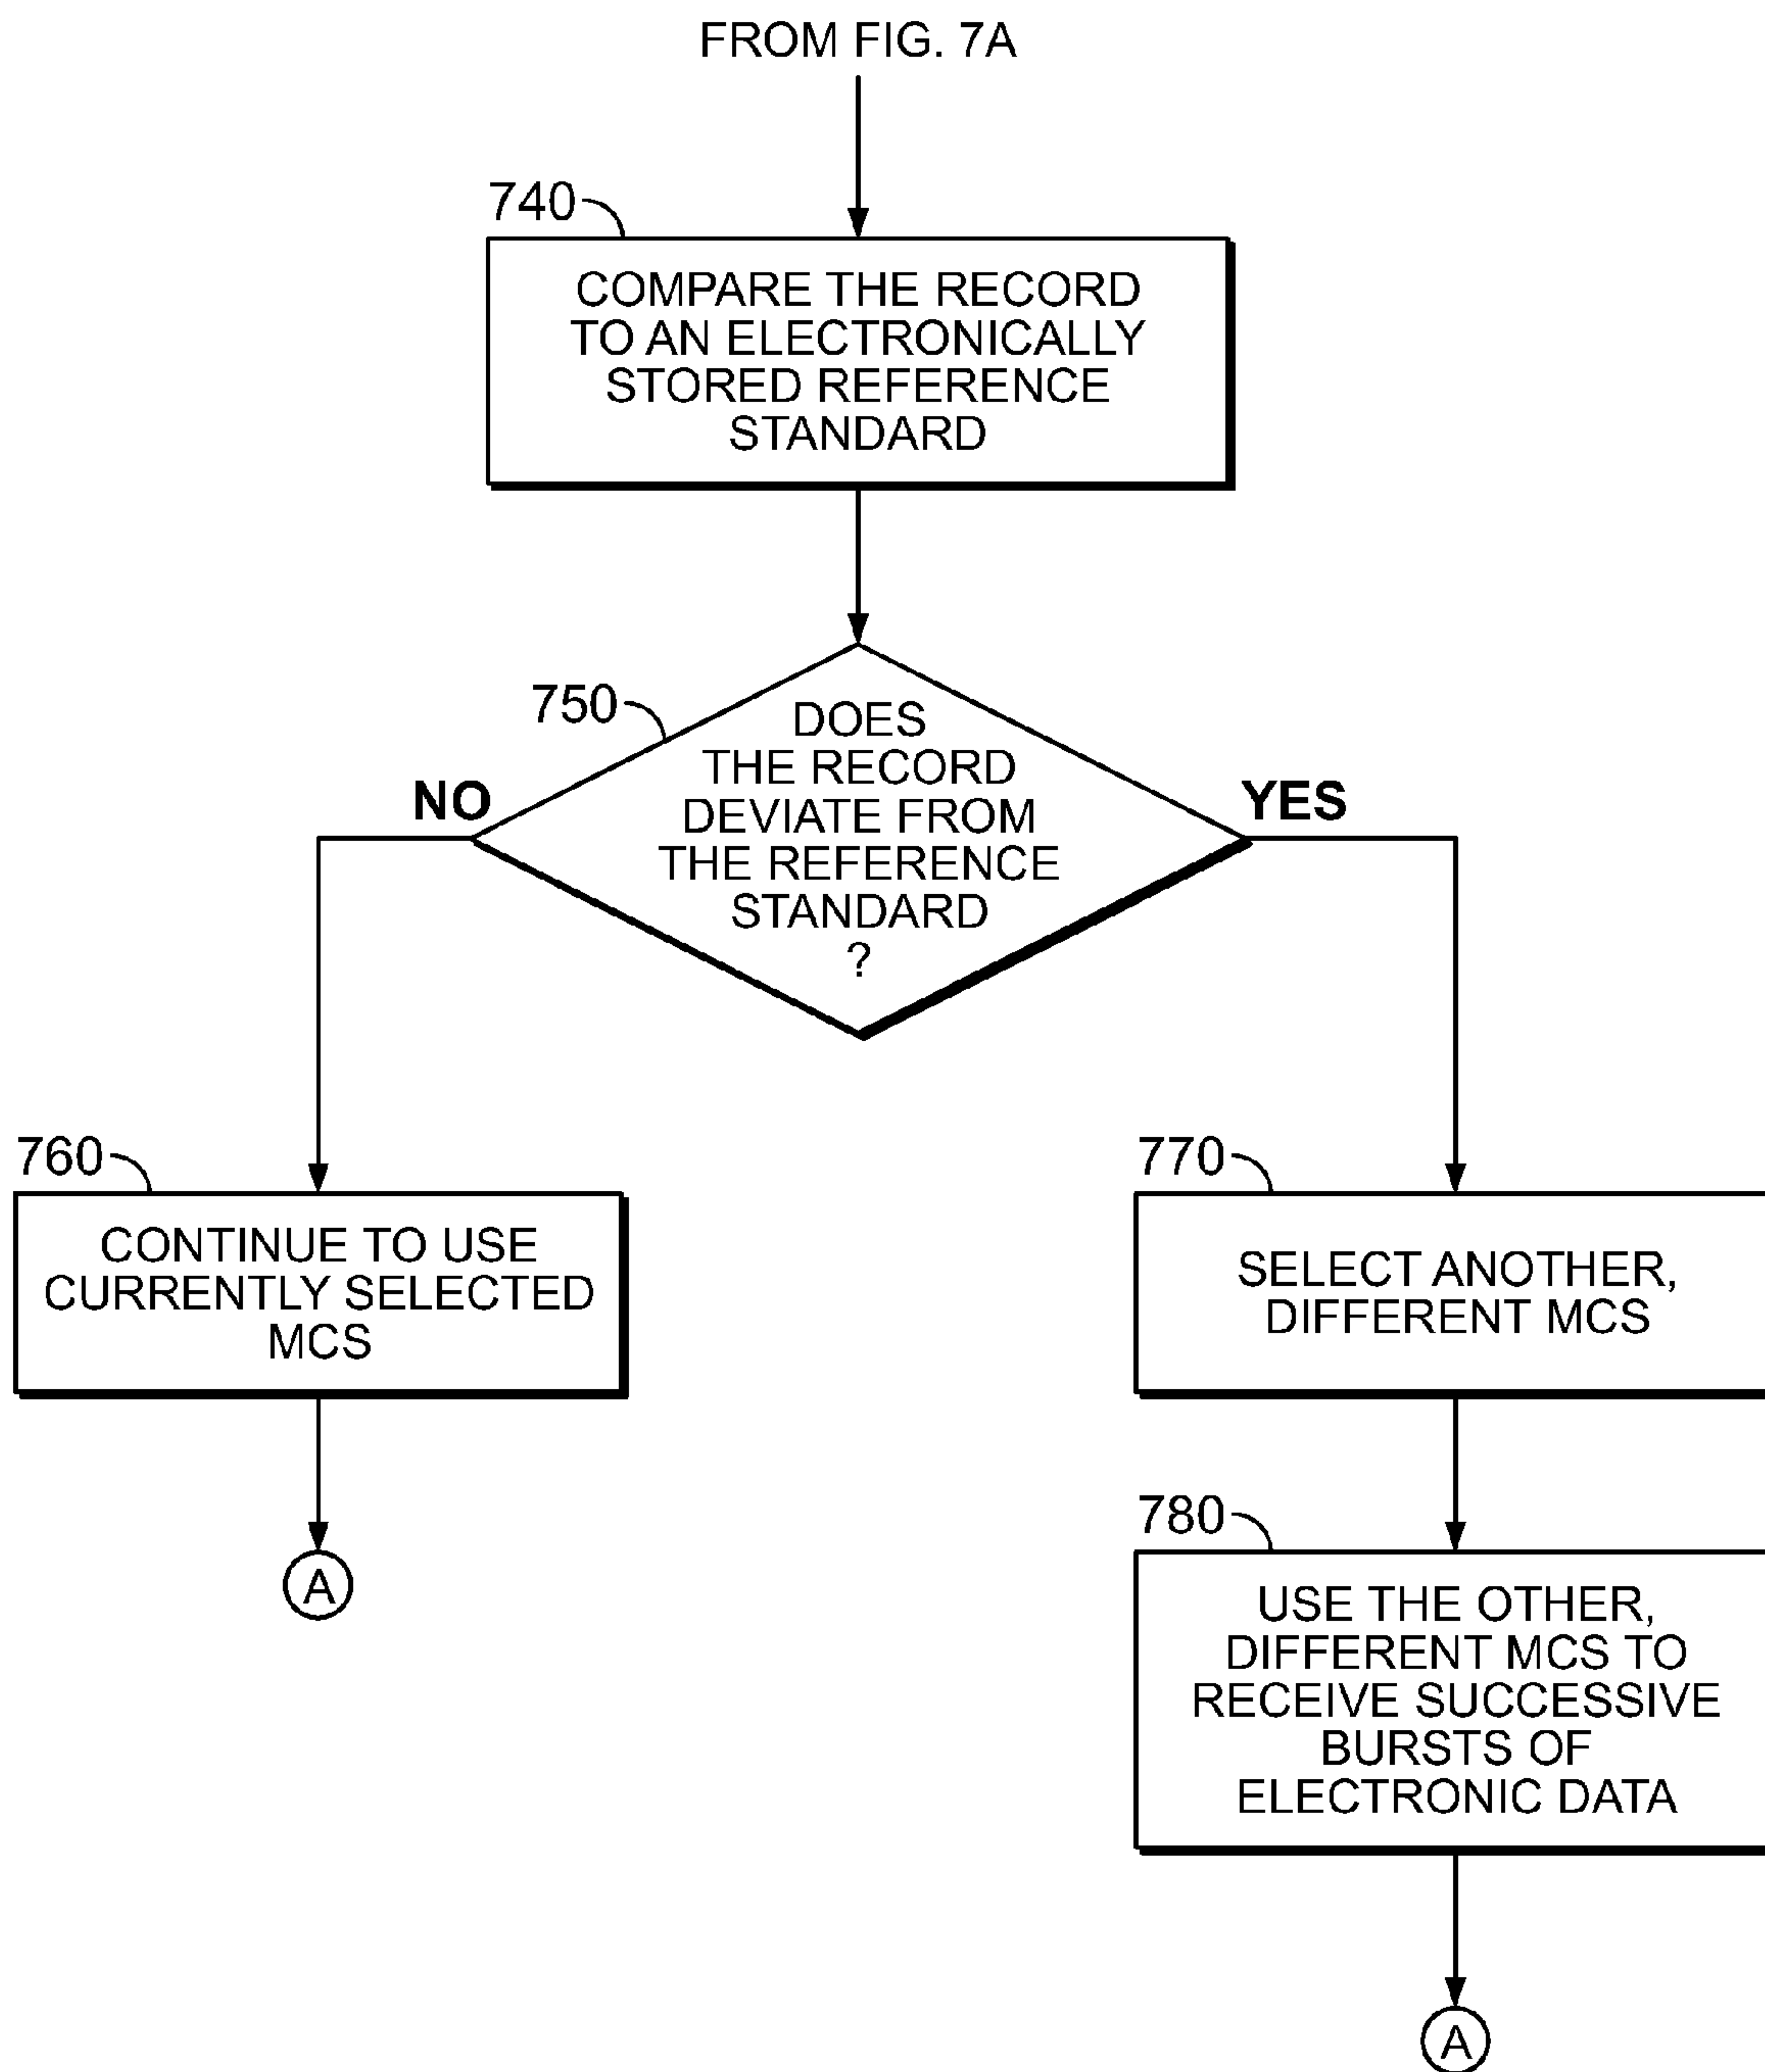 FROM FIG. 7A
740
COMPARE THE RECORD
TO AN ELECTRONICALLY
STORED REFERENCE
STANDARD
750
DOES
THE RECORD
DEVIATE FROM
THE REFERENCE
STANDARD
?
NO
YES
760
CONTINUE TO USE
CURRENTLY SELECTED
MCS
A
770
SELECT ANOTHER,
DIFFERENT MCS
780
USE THE OTHER,
DIFFERENT MCS TO
RECEIVE SUCCESSIVE
BURSTS OF
ELECTRONIC DATA
A